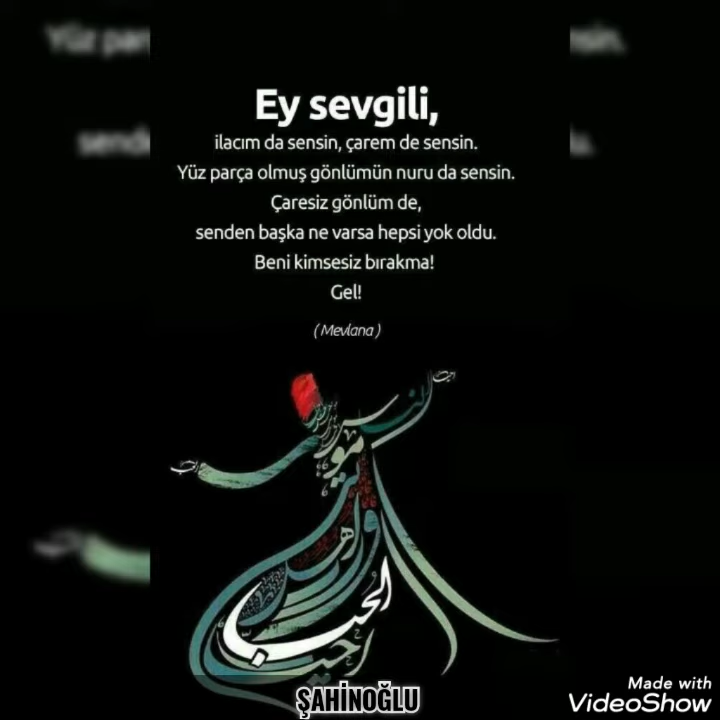 Ey sevgili,
ilacım da sensin, çarem de sensin.
Yüz parça olmuş gönlümün nuru da sensin.
Çaresiz gönlüm de,
senden başka ne varsa hepsi yok oldu.
Beni kimsesiz bırakma!
Gel!
(Mevlana)
الحب
ŞAHİNOĞLU
Made with
VideoShow